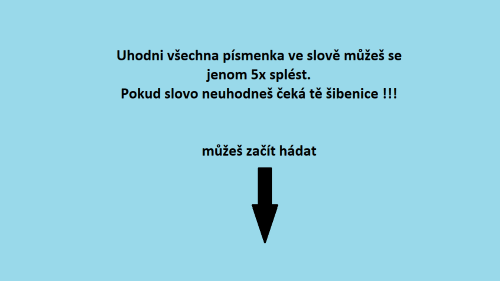 Uhodni všechna písmenka ve slově můžeš se
jenom 5x splést.
Pokud slovo neuhodneš čeká tě šibenice !!!
můžeš začít hádat